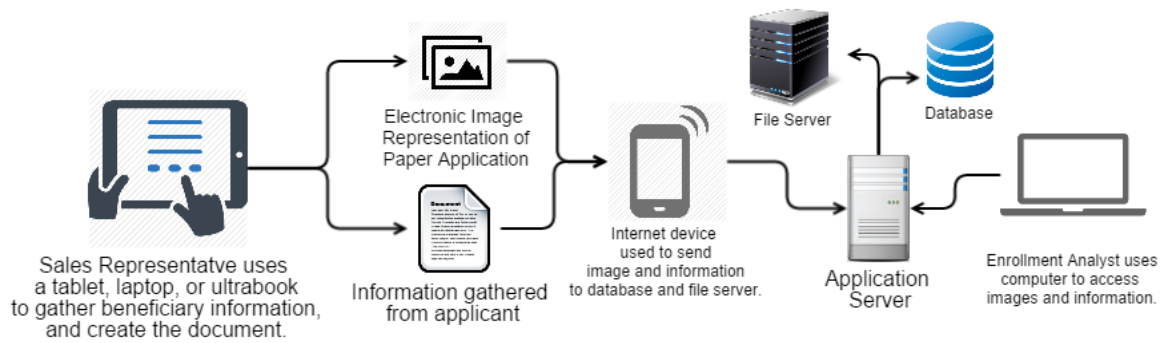 Sales Representatve uses
a tablet, laptop, or ultrabook
to gather beneficiary information,
and create the document.
Electronic Image
Representation of
Paper Application
Document
Information gathered
from applicant
Internet device
used to send
image and information
to database and file server.
File Server
Database
Application
Server
Enrollment Analyst uses
computer to access
images and information.